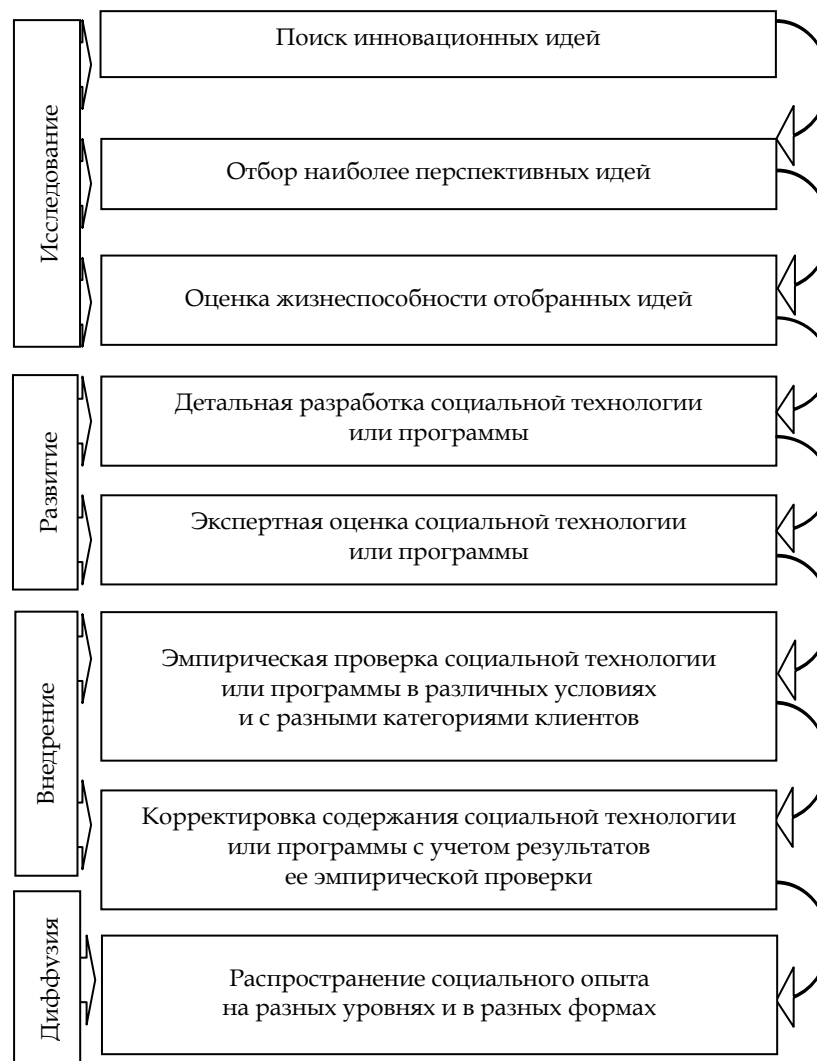 Исследование
Поиск инновационных идей
Отбор наиболее перспективных идей
Оценка жизнеспособности отобранных идей
Развитие
Детальная разработка социальной технологии
или программы
Экспертная оценка социальной технологии
или программы
Внедрение
Эмпирическая проверка социальной технологии
или программы в различных условиях
и с разными категориями клиентов
Корректировка содержания социальной технологии
или программы с учетом результатов
ее эмпирической проверки
Диффузия
Распространение социального опыта
на разных уровнях и в разных формах